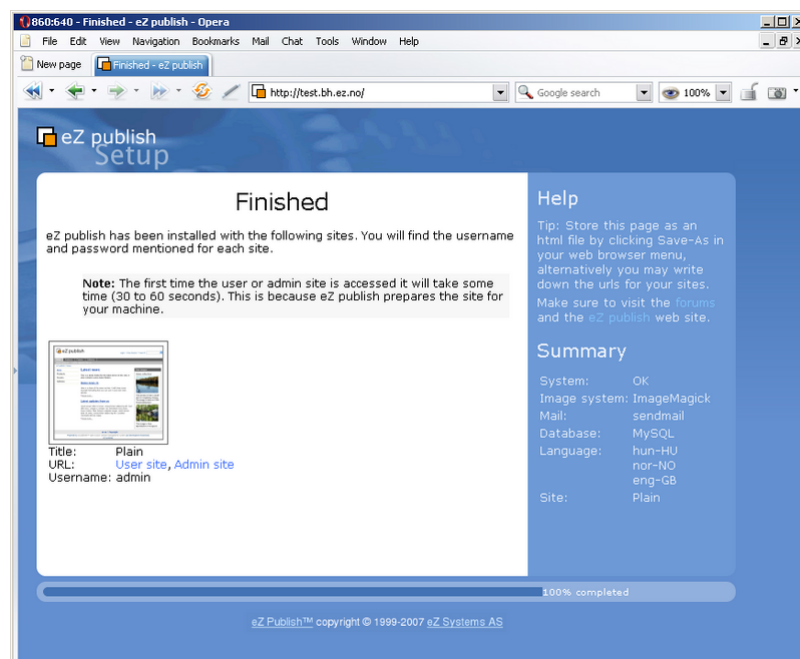 860:640 - Finished - eZ publish - Opera
File Edit View Navigation Bookmarks Mail Chat Tools Window Help
New page Finished - eZ publish
http://test.bh.ez.no/ Google search 100%
eZ publish
Setup
Finished
eZ publish has been installed with the following sites. You will find the username
and password mentioned for each site.
Note: The first time the user or admin site is accessed it will take some
time (30 to 60 seconds). This is because eZ publish prepares the site for
your machine.
eZ publish
Title: Plain
URL: User site, Admin site
Username: admin
Help
Tip: Store this page as an
html file by clicking Save-As in
your web browser menu,
alternatively you may write
down the urls for your sites.
Make sure to visit the forums
and the eZ publish web site.
Summary
System: OK
Image system: ImageMagick
Mail: sendmail
Database: MySQL
Language: hun-HU
nor-NO
eng-GB
Site: Plain
100% completed
eZ Publish™ copyright © 1999-2007 eZ Systems AS